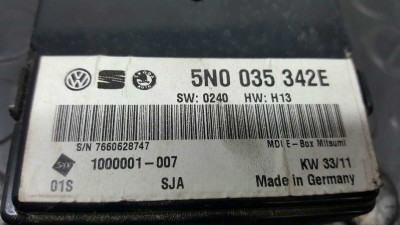 5N0 035 342E
SW: 0240 HW: H13
S/N 7660628747
MDI E-Box Mitsumi
1000001-007
KW 33/11
01S
SJA
Made in Germany